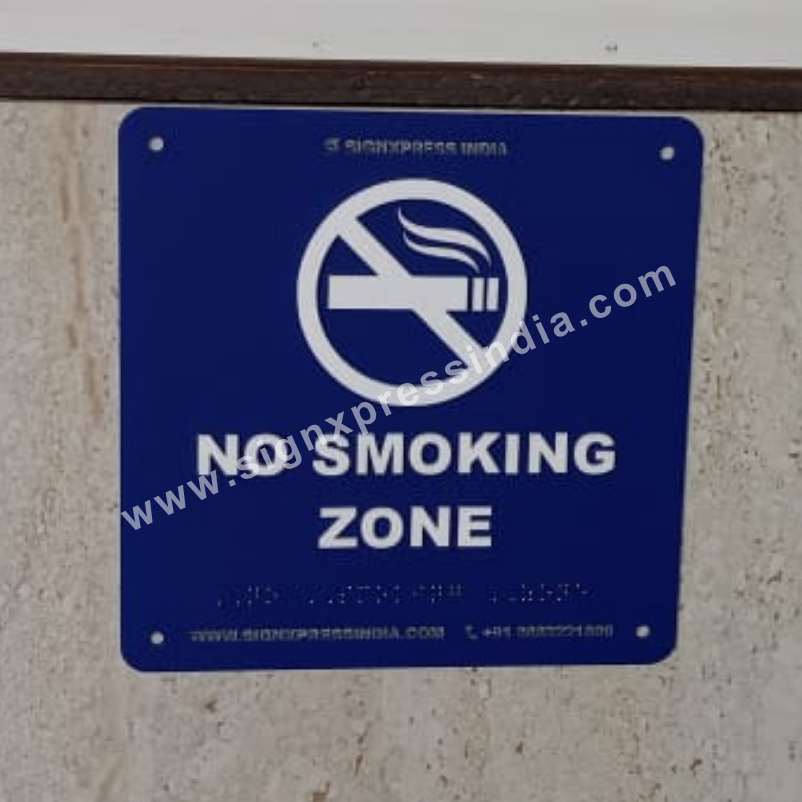 SIGNXPRESS INDIA
NO SMOKING
ZONE
WWW.SIGNXPRESSINDIA.COM
www.signxpressindia.com